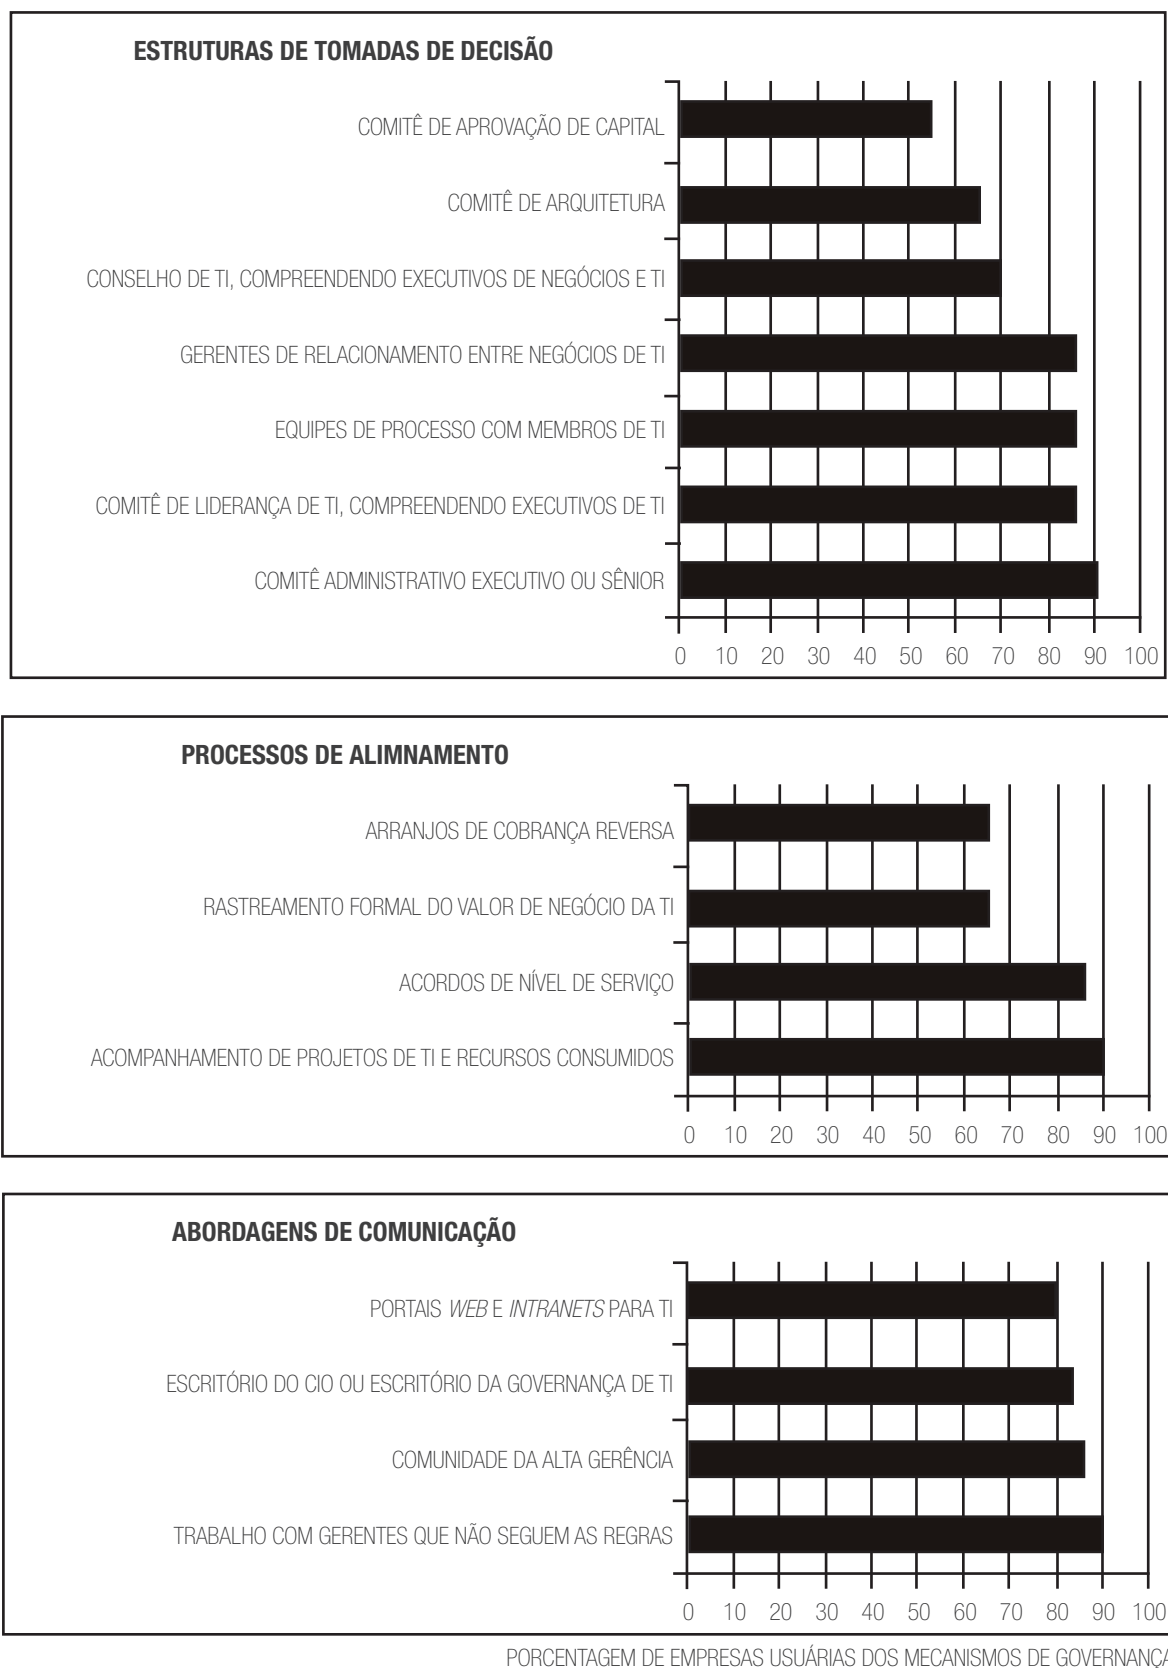 ESTRUTURAS DE TOMADAS DE DECISÃO
COMITÊ DE APROVAÇÃO DE CAPITAL
COMITÊ DE ARQUITETURA
CONSELHO DE TI, COMPREENDENDO EXECUTIVOS DE NEGÓCIOS E TI
GERENTES DE RELACIONAMENTO ENTRE NEGÓCIOS DE TI
EQUIPES DE PROCESSO COM MEMBROS DE TI
COMITÊ DE LIDERANÇA DE TI, COMPREENDENDO EXECUTIVOS DE TI
COMITÊ ADMINISTRATIVO EXECUTIVO OU SÊNIOR
0 10 20 30 40 50 60 70 80 90 100
PROCESSOS DE ALIMNAMENTO
ARRANJOS DE COBRANÇA REVERSA
RASTREAMENTO FORMAL DO VALOR DE NEGÓCIO DA TI
ACORDOS DE NÍVEL DE SERVIÇO
ACOMPANHAMENTO DE PROJETOS DE TI E RECURSOS CONSUMIDOS
0 10 20 30 40 50 60 70 80 90 100
ABORDAGENS DE COMUNICAÇÃO
PORTAIS WEB E INTRANETS PARA TI
ESCRITÓRIO DO CIO OU ESCRITÓRIO DA GOVERNANÇA DE TI
COMUNIDADE DA ALTA GERÊNCIA
TRABALHO COM GERENTES QUE NÃO SEGUEM AS REGRAS
0 10 20 30 40 50 60 70 80 90 100
PORCENTAGEM DE EMPRESAS USUÁRIAS DOS MECANISMOS DE GOVERNANÇA